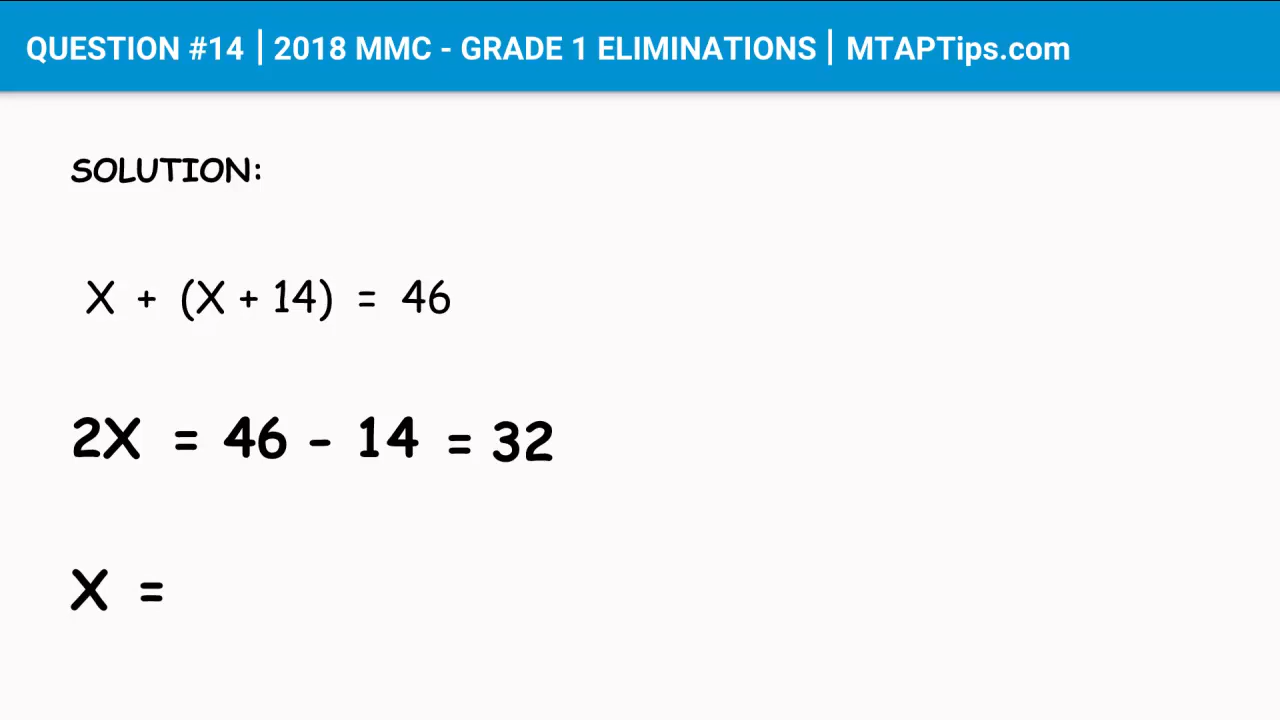 QUESTION #14 | 2018 MMC - GRADE 1 ELIMINATIONS | MTAPTips.com
SOLUTION:
X + (X + 14) = 46
2X = 46 - 14 = 32
X =